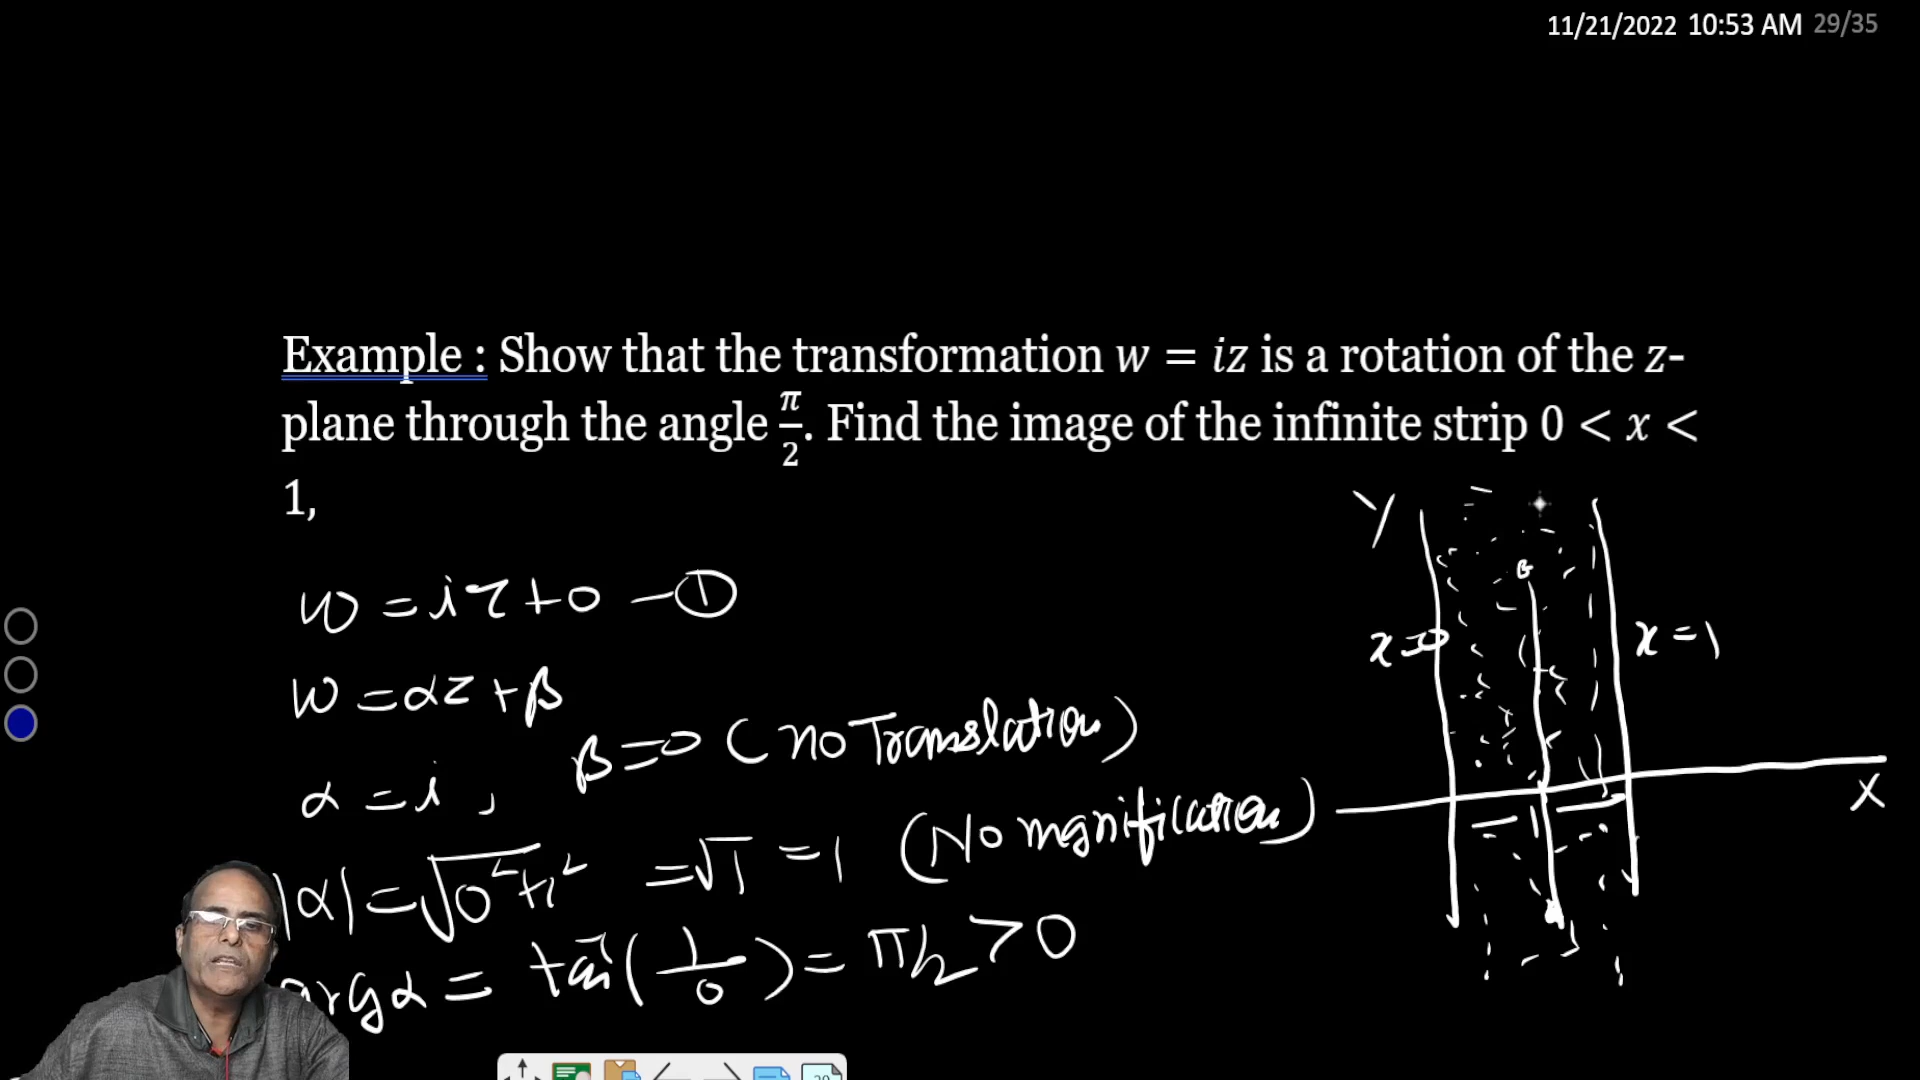 11/21/2022 10:53 AM 29/35
Example : Show that the transformation w = iz is a rotation of the z-
plane through the angle π/2. Find the image of the infinite strip 0 < x <
1,
w = iz + 0 — ①
w = αz + β
α = i , β = 0 (no Translation)
|α| = √0²+1² = √1 = 1 (No mgnification)
arg α = tan⁻¹(1/0) = π/2 > 0
Y
x=0
x=1
X